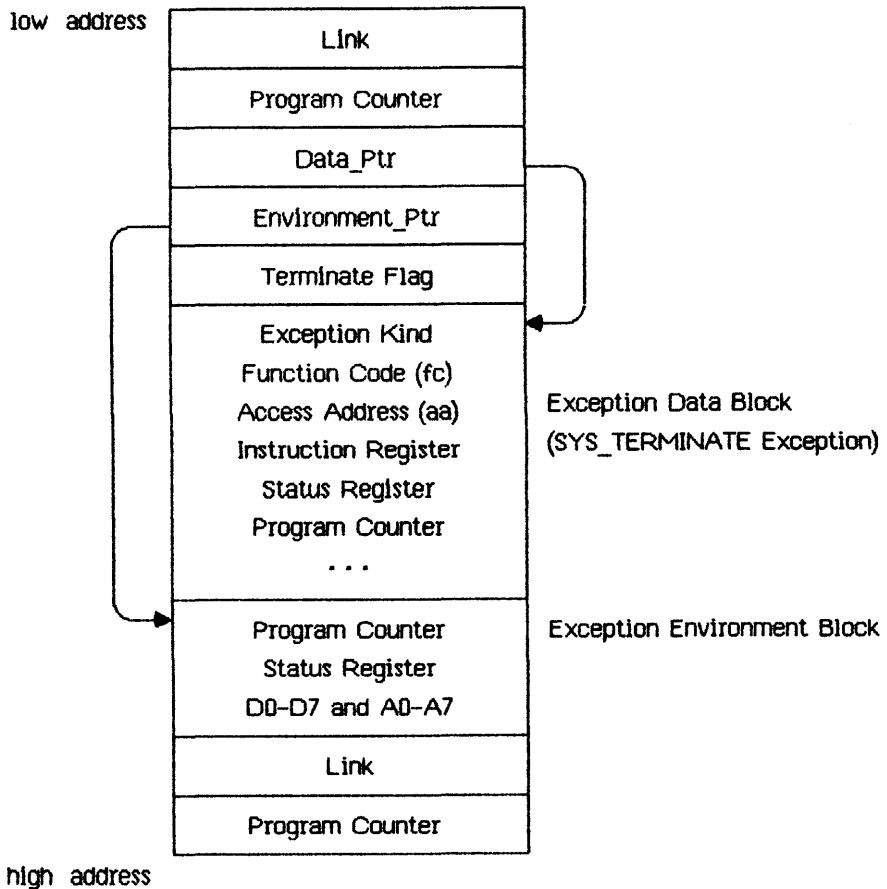 low address
Link
Program Counter
Data_Ptr
Environment_Ptr
Terminate Flag
Exception Kind
Function Code (fc)
Access Address (aa)
Instruction Register
Status Register
Program Counter
. . .
Exception Data Block
(SYS_TERMINATE Exception)
Program Counter
Status Register
D0-D7 and A0-A7
Exception Environment Block
Link
Program Counter
high address